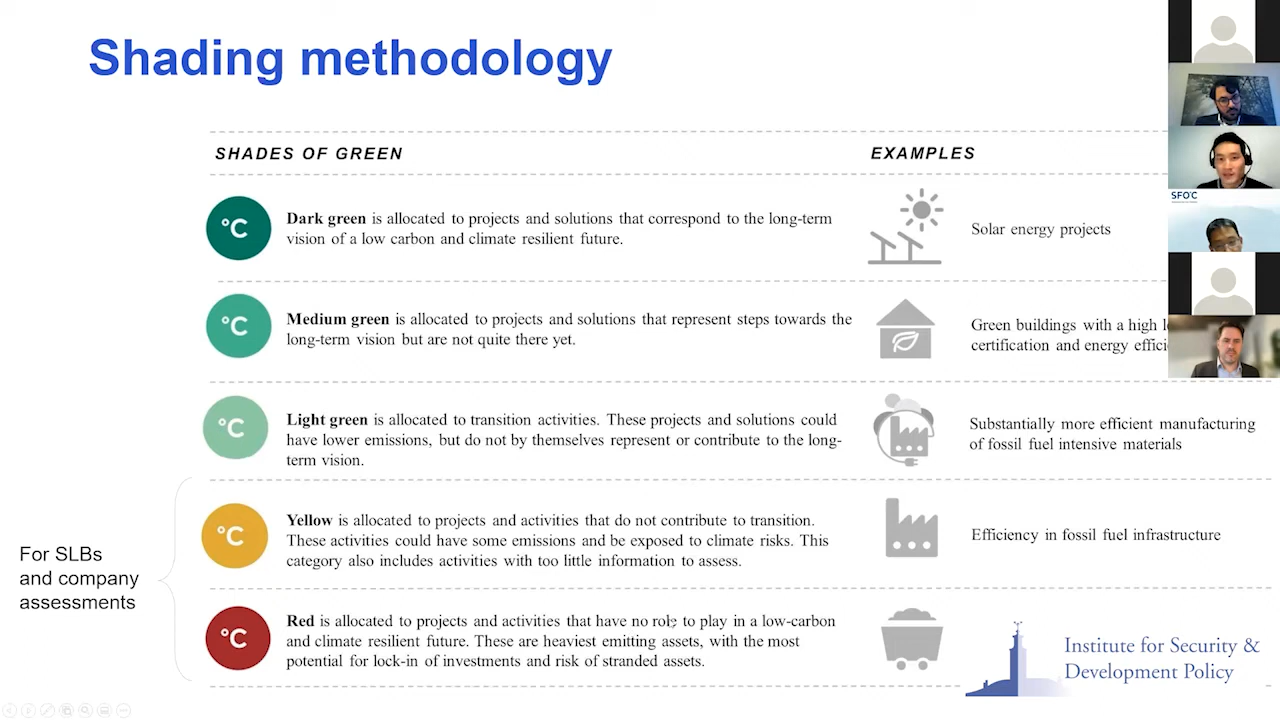 Shading methodology
SHADES OF GREEN
EXAMPLES
°C
Dark green is allocated to projects and solutions that correspond to the long-term
vision of a low carbon and climate resilient future.
Solar energy projects
°C
Medium green is allocated to projects and solutions that represent steps towards the
long-term vision but are not quite there yet.
Green buildings with a high
certification and energy
°C
Light green is allocated to transition activities. These projects and solutions could
have lower emissions, but do not by themselves represent or contribute to the long-
term vision.
Substantially more efficient manufacturing
of fossil fuel intensive materials
For SLBs
and company
assessments
°C
Yellow is allocated to projects and activities that do not contribute to transition.
These activities could have some emissions and be exposed to climate risks. This
category also includes activities with too little information to assess.
Efficiency in fossil fuel infrastructure
°C
Red is allocated to projects and activities that have no role to play in a low-carbon
and climate resilient future. These are heaviest emitting assets, with the most
potential for lock-in of investments and risk of stranded assets.
Institute for Security &
Development Policy
SFOC